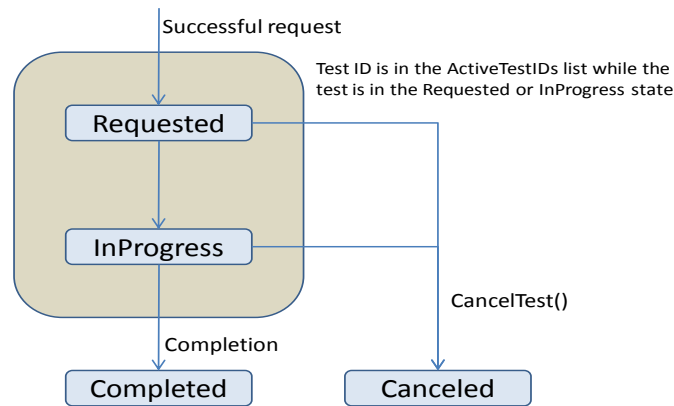 Successful request
Test ID is in the ActiveTestIDs list while the
test is in the Requested or InProgress state
Requested
InProgress
CancelTest()
Completion
Completed
Canceled